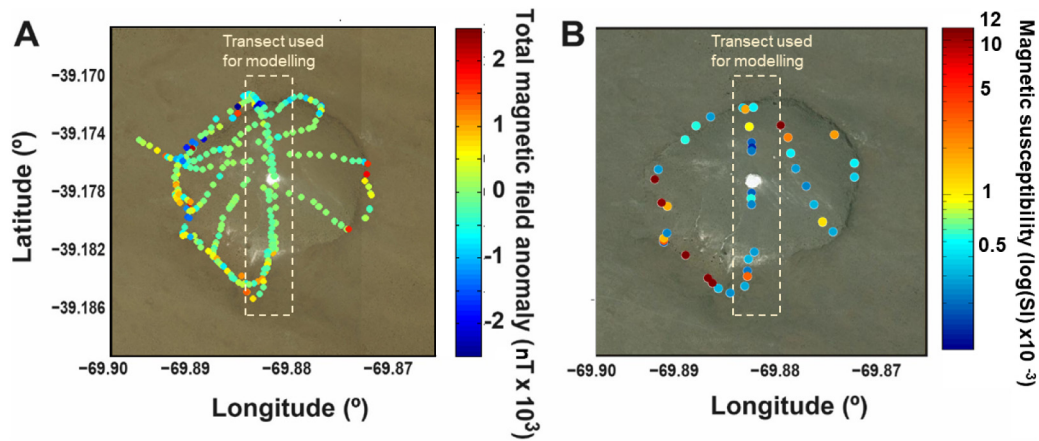 A
Transect used
for modelling
Latitude (º)
−39.170
−39.174
−39.178
−39.182
−39.186
−69.90
−69.89
−69.88
−69.87
Longitude (º)
2
1
0
-1
-2
Total magnetic field anomaly (nT x 10³)
B
Transect used
for modelling
−69.90
−69.89
−69.88
−69.87
Longitude (º)
12
10
5
1
0.5
Magnetic susceptibility (log(SI) x10 ⁻³)